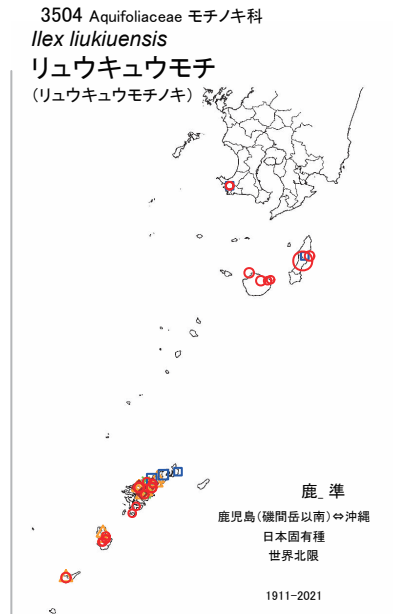 3504 Aquifoliaceae モチノキ科
Ilex liukiuensis
リュウキュウモチ
(リュウキュウモチノキ)
鹿_準
鹿児島(磯間岳以南)⇔沖縄
日本固有種
世界北限
1911-2021